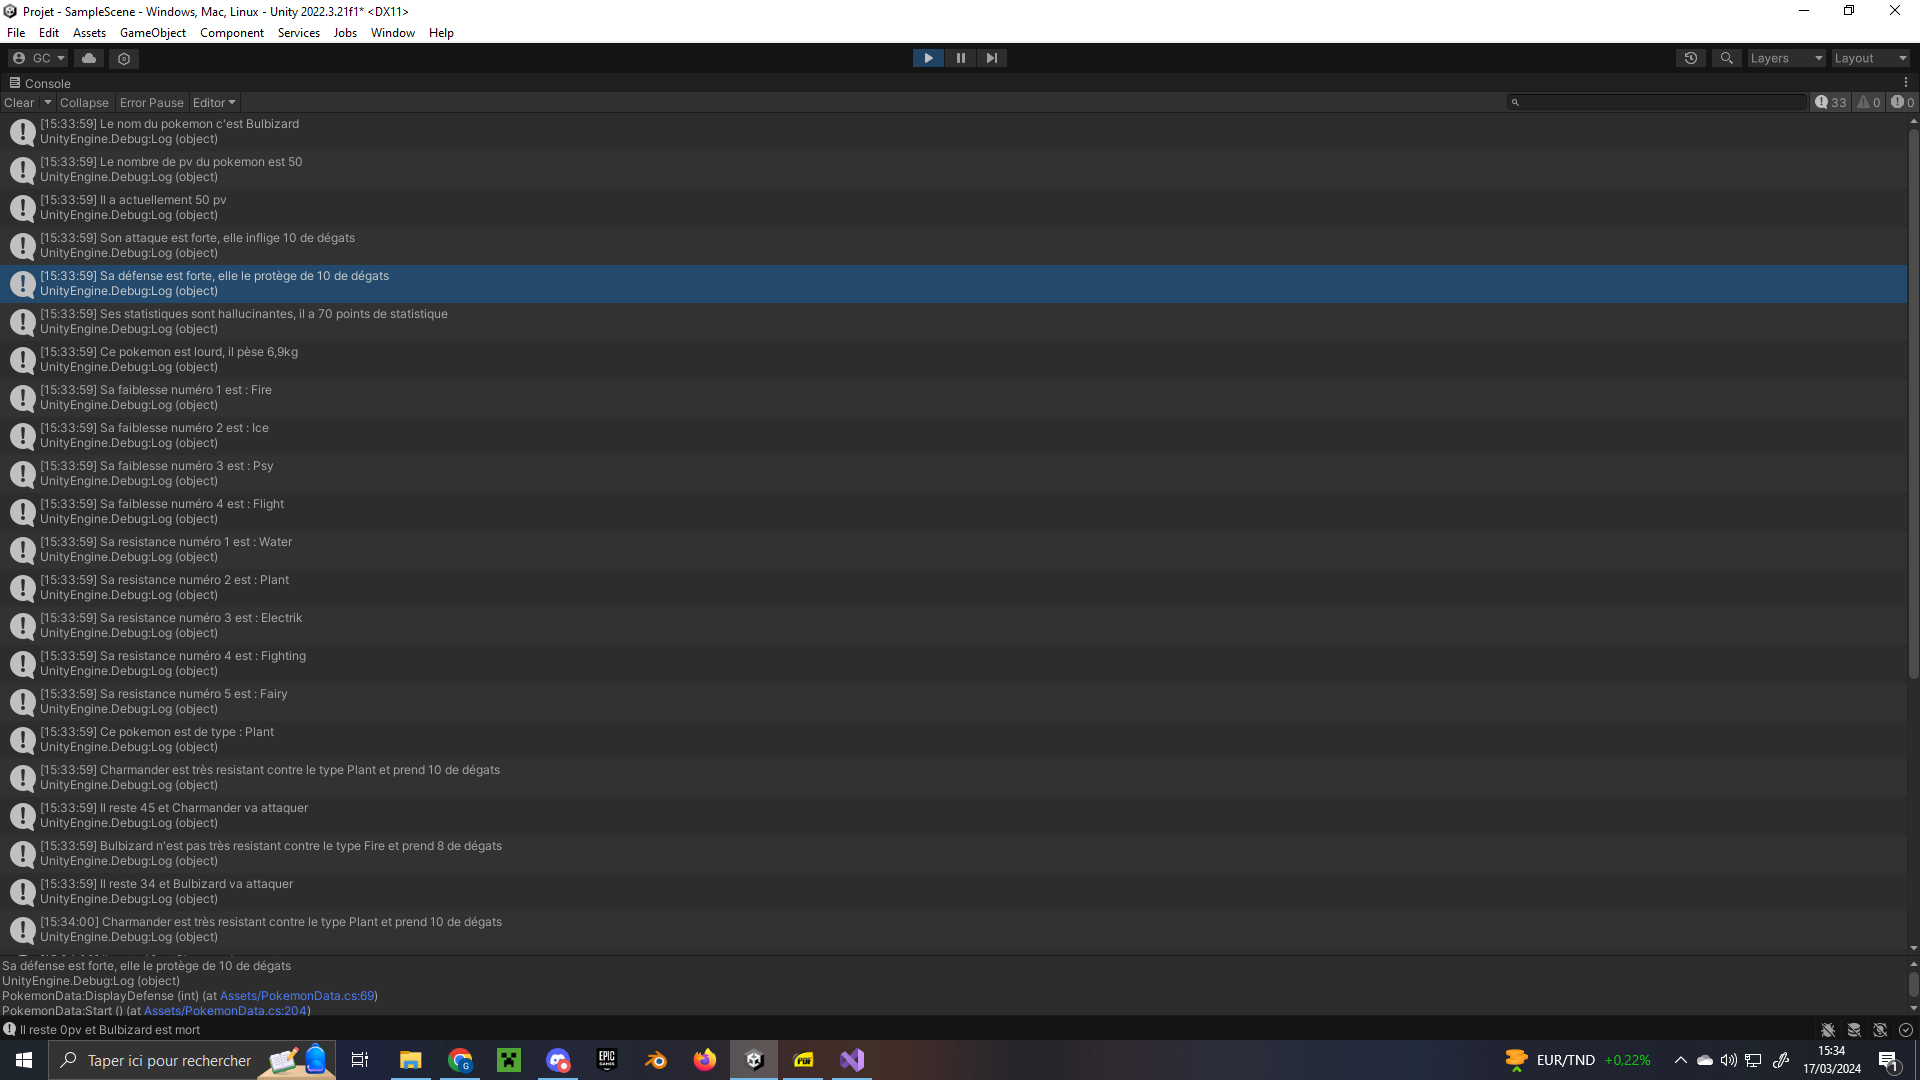 Projet - SampleScene - Windows, Mac, Linux - Unity 2022.3.21f1* <DX11>
File Edit Assets GameObject Component Services Jobs Window Help
GC Layers Layout
Console
Clear Collapse Error Pause Editor 33 0 0
[15:33:59] Le nom du pokemon c'est Bulbizard
UnityEngine.Debug:Log (object)
[15:33:59] Le nombre de pv du pokemon est 50
UnityEngine.Debug:Log (object)
[15:33:59] Il a actuellement 50 pv
UnityEngine.Debug:Log (object)
[15:33:59] Son attaque est forte, elle inflige 10 de dégats
UnityEngine.Debug:Log (object)
[15:33:59] Sa défense est forte, elle le protège de 10 de dégats
UnityEngine.Debug:Log (object)
[15:33:59] Ses statistiques sont hallucinantes, il a 70 points de statistique
UnityEngine.Debug:Log (object)
[15:33:59] Ce pokemon est lourd, il pèse 6,9kg
UnityEngine.Debug:Log (object)
[15:33:59] Sa faiblesse numéro 1 est : Fire
UnityEngine.Debug:Log (object)
[15:33:59] Sa faiblesse numéro 2 est : Ice
UnityEngine.Debug:Log (object)
[15:33:59] Sa faiblesse numéro 3 est : Psy
UnityEngine.Debug:Log (object)
[15:33:59] Sa faiblesse numéro 4 est : Flight
UnityEngine.Debug:Log (object)
[15:33:59] Sa resistance numéro 1 est : Water
UnityEngine.Debug:Log (object)
[15:33:59] Sa resistance numéro 2 est : Plant
UnityEngine.Debug:Log (object)
[15:33:59] Sa resistance numéro 3 est : Electrik
UnityEngine.Debug:Log (object)
[15:33:59] Sa resistance numéro 4 est : Fighting
UnityEngine.Debug:Log (object)
[15:33:59] Sa resistance numéro 5 est : Fairy
UnityEngine.Debug:Log (object)
[15:33:59] Ce pokemon est de type : Plant
UnityEngine.Debug:Log (object)
[15:33:59] Charmander est très resistant contre le type Plant et prend 10 de dégats
UnityEngine.Debug:Log (object)
[15:33:59] Il reste 45 et Charmander va attaquer
UnityEngine.Debug:Log (object)
[15:33:59] Bulbizard n'est pas très resistant contre le type Fire et prend 8 de dégats
UnityEngine.Debug:Log (object)
[15:33:59] Il reste 34 et Bulbizard va attaquer
UnityEngine.Debug:Log (object)
[15:34:00] Charmander est très resistant contre le type Plant et prend 10 de dégats
UnityEngine.Debug:Log (object)
Sa défense est forte, elle le protège de 10 de dégats
UnityEngine.Debug:Log (object)
PokemonData:DisplayDefense (int) (at Assets/PokemonData.cs:69)
PokemonData:Start () (at Assets/PokemonData.cs:204)
Il reste 0pv et Bulbizard est mort
Taper ici pour rechercher
G
EPIC GAMES
PDF
EUR/TND +0,22%
15:34
17/03/2024
1